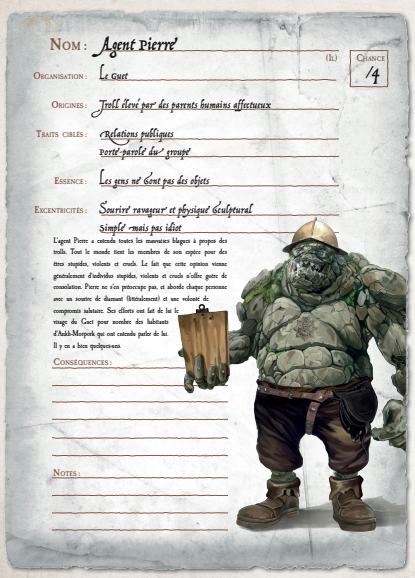 Nom : Agent Pierre
(Il)
Chance
/4
Organisation : Le Guet
Origines : Troll élevé par des parents humains affectueux
Traits ciblés : Relations publiques
Porte-parole du groupe
Essence : Les gens ne sont pas des objets
Excentricités : Sourire ravageur et physique sculptural
Simple mais pas idiot
L'agent Pierre a entendu toutes les mauvaises blagues à propos des
trolls. Tout le monde tient les membres de son espèce pour des
êtres stupides, violents et cruels. Le fait que cette opinion vienne
généralement d'individus stupides, violents et cruels n'offre guère de
consolation. Pierre ne s'en préoccupe pas, et aborde chaque personne
avec un sourire de diamant (littéralement) et une volonté de
compromis salutaire. Ses efforts ont fait de lui le
visage du Guet pour nombre des habitants
d'Ankh-Morpork qui ont entendu parler de lui.
Il y en a bien quelques-uns.
Conséquences :
Notes :